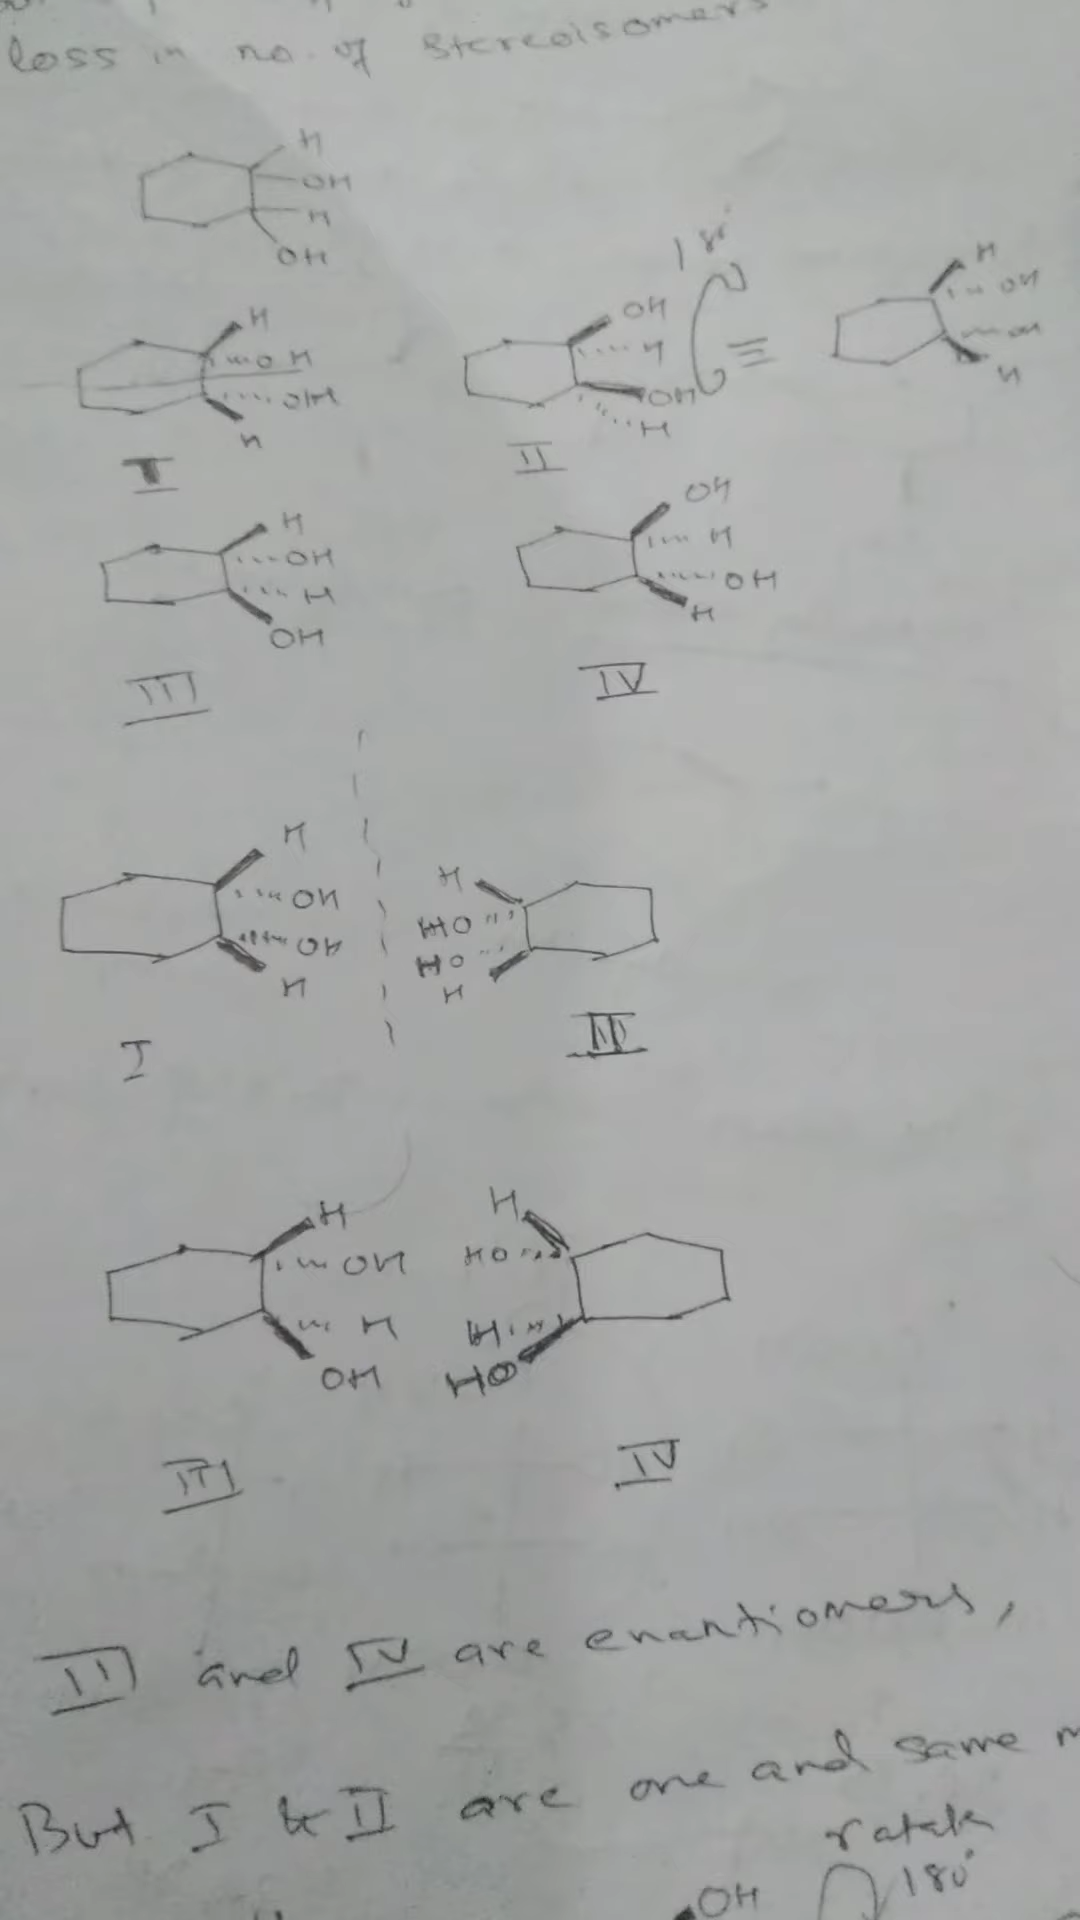 loss in no. of stereoisomers
H
OH
H
OH
H
OH
OH
H
I
OH
H
OH
H
II
180°
≡
H
OH
OH
H
H
OH
H
OH
III
OH
H
OH
H
IV
H
OH
OH
H
I
H
HO
HO
H
H
OH
H
OH
III
H
HO
H
HO
IV
III and IV are enantiomers,
But I & II are one and same
180°
OH